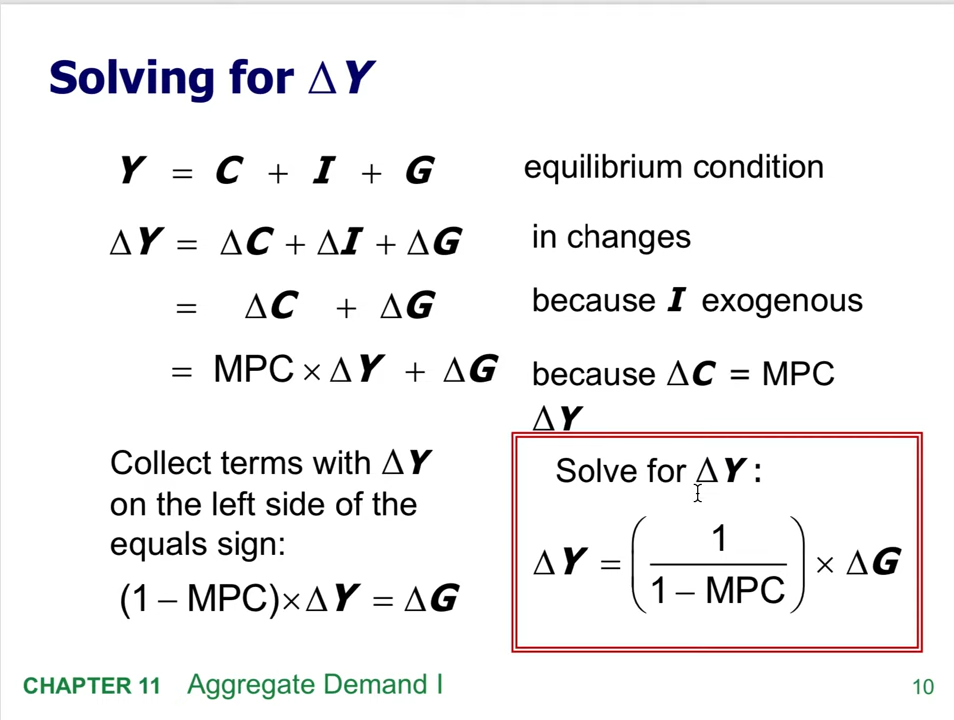 Solving for Δ Y
Y = C + I + G equilibrium condition
ΔY = ΔC + ΔI + ΔG in changes
= ΔC + ΔG because I exogenous
= MPC × ΔY + ΔG because ΔC = MPC
ΔY
Collect terms with ΔY
on the left side of the
equals sign:
(1 − MPC)×ΔY = ΔG
Solve for ΔY :
ΔY = (1 / 1 − MPC) × ΔG
CHAPTER 11 Aggregate Demand I 10